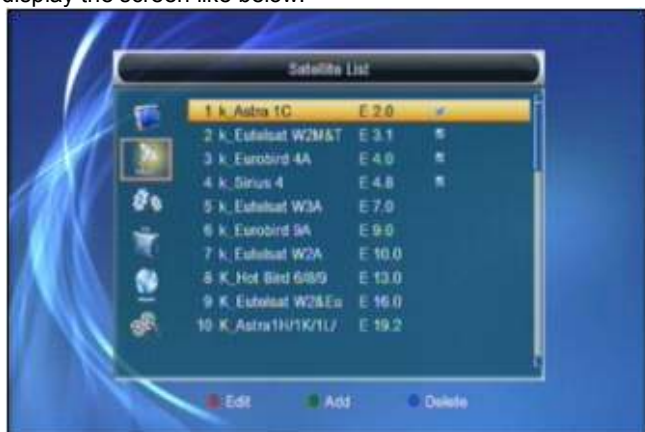 display the screen like below:
Satellite List
1 k_Astra 1C E 2.0
2 k_Eutelsat W2M&T E 3.1
3 k_Eurobird 4A E 4.0
4 k_Sirius 4 E 4.8
5 k_Eutelsat W3A E 7.0
6 k_Eurobird 9A E 9.0
7 k_Eutelsat W2A E 10.0
8 K_Hot Bird 6/8/9 E 13.0
9 K_Eutelsat W2&Eu E 16.0
10 K_Astra1H/1K/1L/ E 19.2
Edit Add Delete